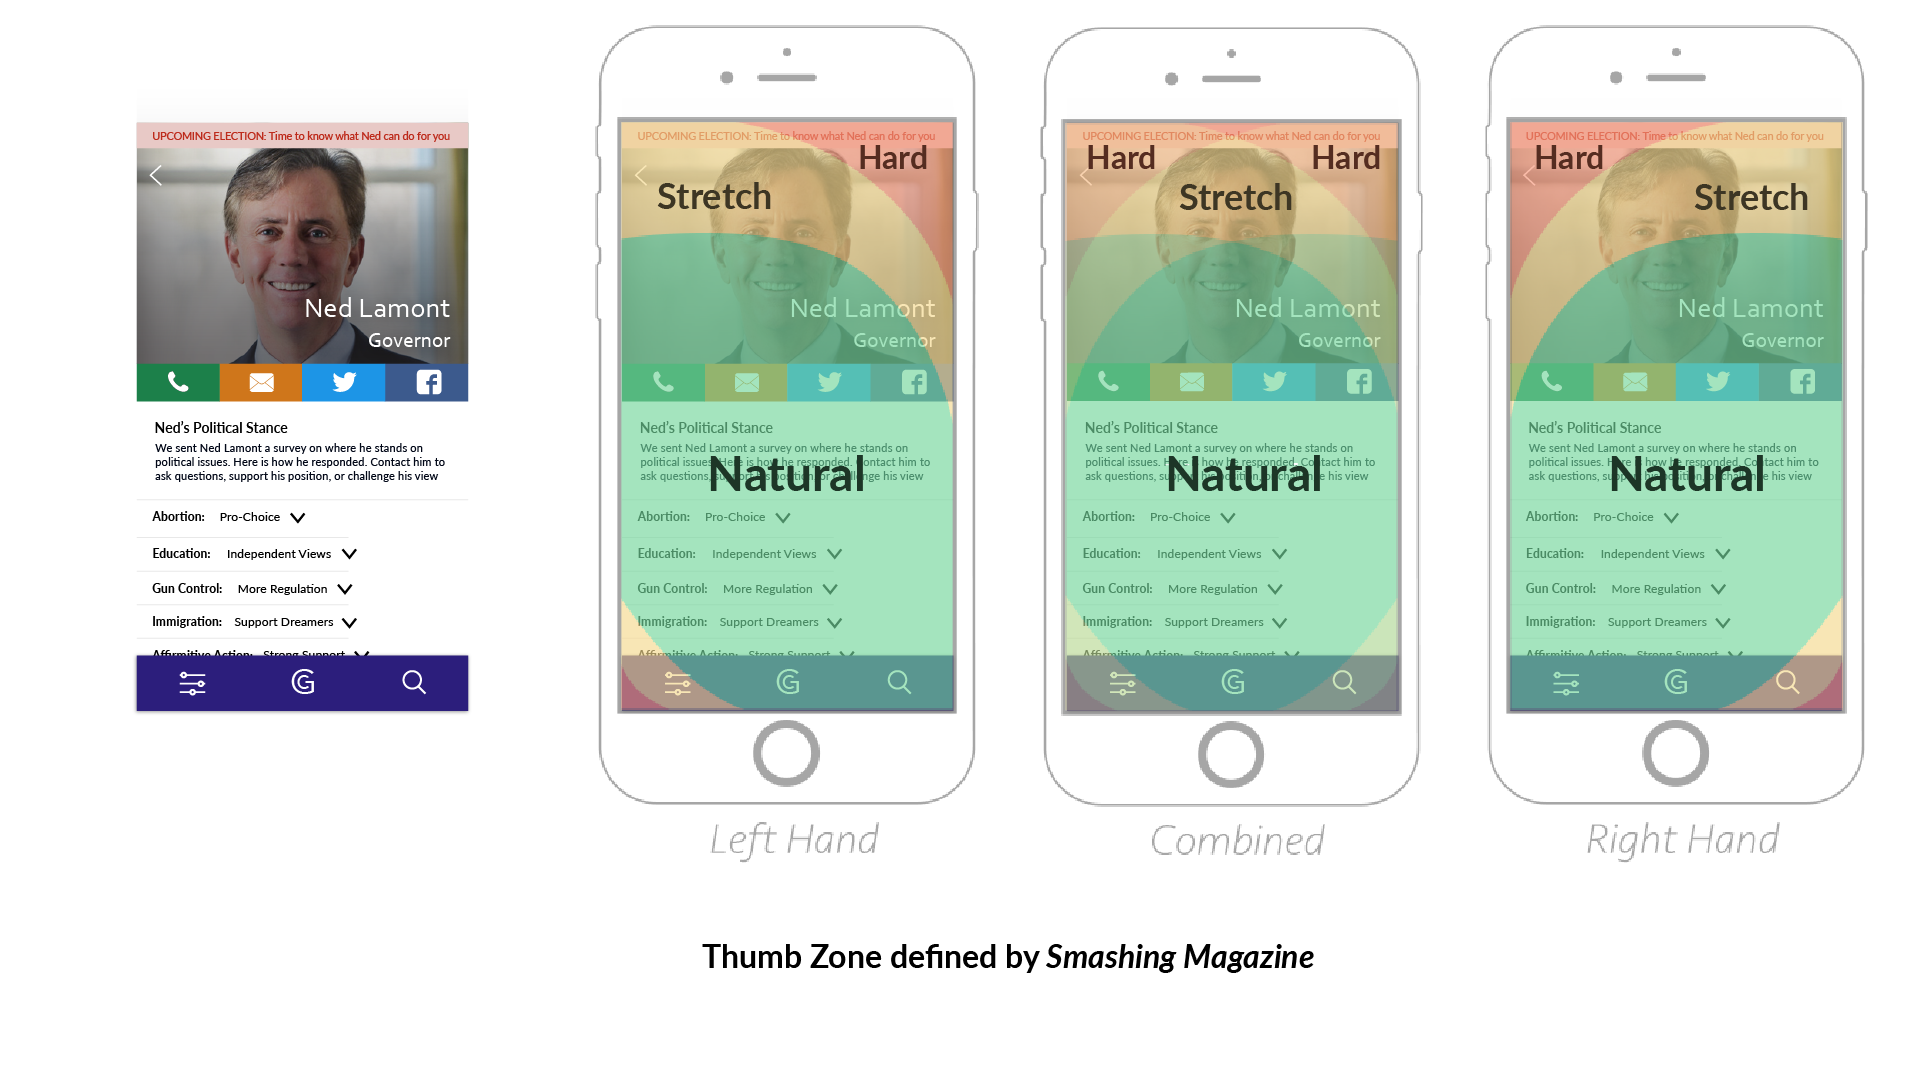 UPCOMING ELECTION: Time to know what Ned can do for you
Ned Lamont
Governor
Ned's Political Stance
We sent Ned Lamont a survey on where he stands on
political issues. Here is how he responded. Contact him to
ask questions, support his position, or challenge his view
Abortion: Pro-Choice
Education: Independent Views
Gun Control: More Regulation
Immigration: Support Dreamers
Affirmitive Action: Strong Support
G
UPCOMING ELECTION: Time to know what Ned can do for you
Hard
Stretch
Ned Lamont
Governor
Ned's Political Stance
We sent Ned Lamont a survey on where he stands on
political issues. Here is how he responded. Contact him to
ask questions, support his position, or challenge his view
Natural
Abortion: Pro-Choice
Education: Independent Views
Gun Control: More Regulation
Immigration: Support Dreamers
Affirmitive Action: Strong Support
G
Left Hand
UPCOMING ELECTION: Time to know what Ned can do for you
Hard Hard
Stretch
Ned Lamont
Governor
Ned's Political Stance
We sent Ned Lamont a survey on where he stands on
political issues. Here is how he responded. Contact him to
ask questions, support his position, or challenge his view
Natural
Abortion: Pro-Choice
Education: Independent Views
Gun Control: More Regulation
Immigration: Support Dreamers
Affirmitive Action: Strong Support
G
Combined
UPCOMING ELECTION: Time to know what Ned can do for you
Hard
Stretch
Ned Lamont
Governor
Ned's Political Stance
We sent Ned Lamont a survey on where he stands on
political issues. Here is how he responded. Contact him to
ask questions, support his position, or challenge his view
Natural
Abortion: Pro-Choice
Education: Independent Views
Gun Control: More Regulation
Immigration: Support Dreamers
Affirmitive Action: Strong Support
G
Right Hand
Thumb Zone defined by Smashing Magazine